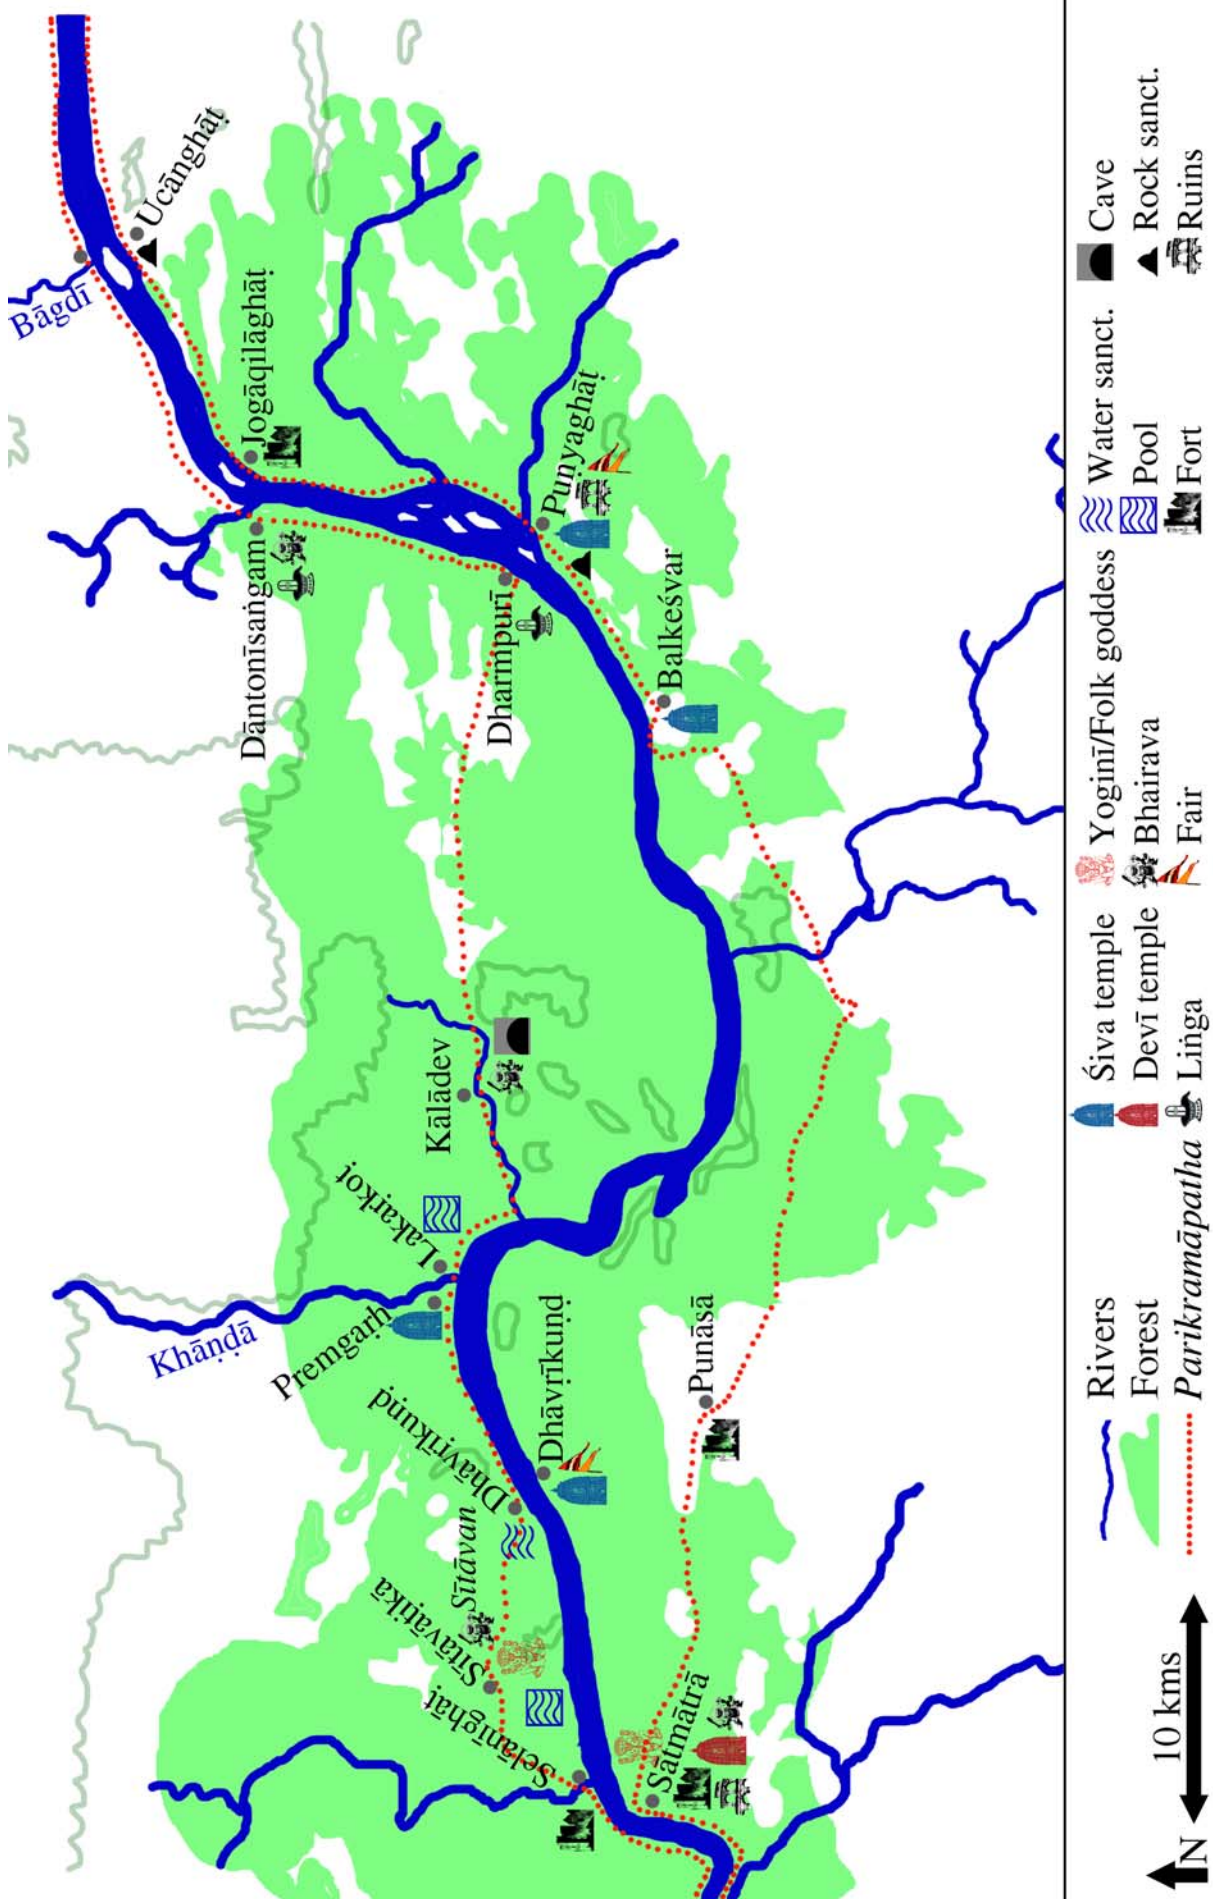 Bāgdī
Ucānghāṭ
Jogāqilāghāṭ
Dāntonīsaṅgam
Puṇyaghāṭ
Dharmpurī
Balkeśvar
Kālādev
Lakaṛkoṭ
Khāṇḍā
Premgaṛh
Dhāvṛīkuṇḍ
Dhāvṛīkuṇḍ
Punāsā
Sītāvan
Sītāvāṭikā
Selānīghāṭ
Sātmātrā
N
10 kms
Rivers
Forest
Parikramāpatha
Śiva temple
Devī temple
Liṅga
Yoginī/Folk goddess
Bhairava
Fair
Water sanct.
Pool
Fort
Cave
Rock sanct.
Ruins